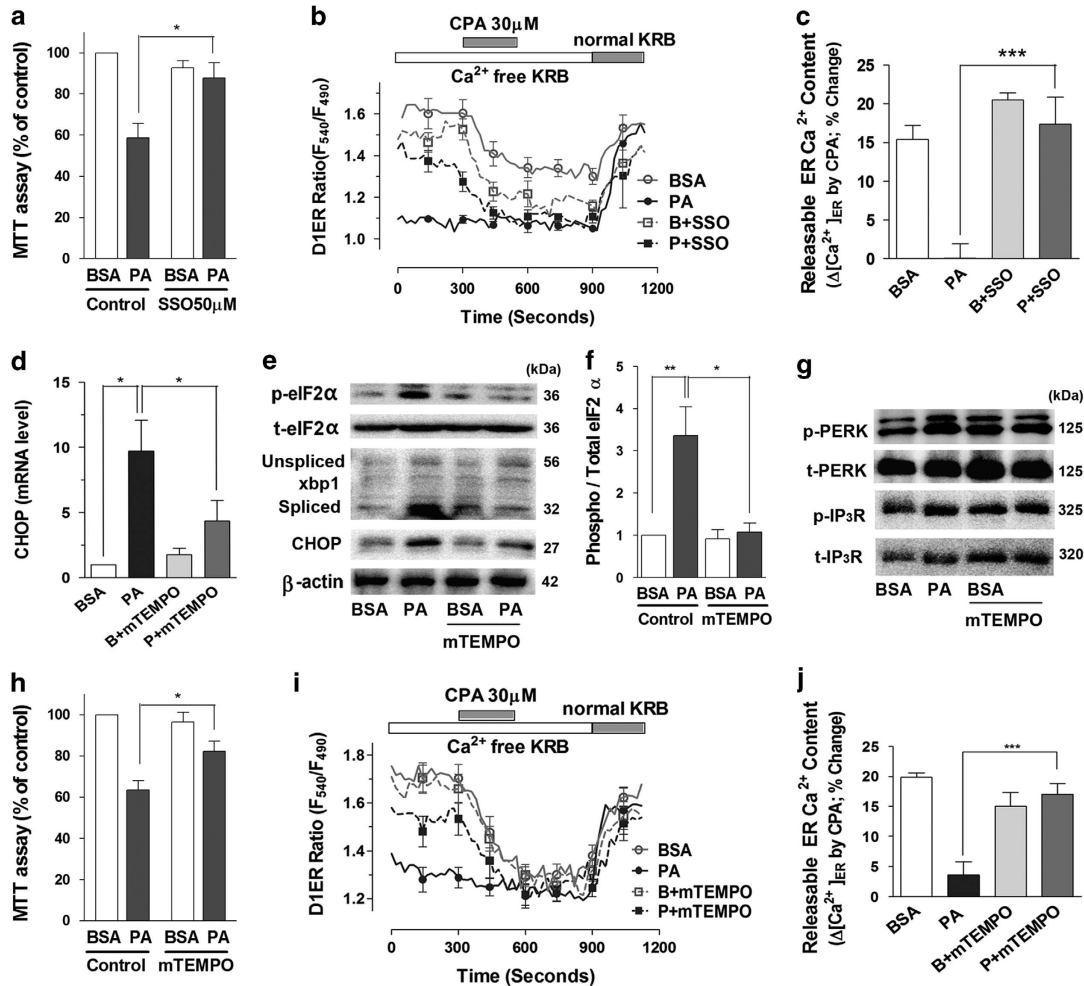 a
MTT assay (% of control)
100
80
60
40
20
0
*
BSA PA BSA PA
Control SSO50μM
b
CPA 30μM
normal KRB
Ca2+ free KRB
D1ER Ratio(F540/F490)
1.6
1.4
1.2
1.0
BSA
PA
B+SSO
P+SSO
0 300 600 900 1200
Time (Seconds)
c
Releasable ER Ca 2+ Content
(Δ[Ca2+ ]ER by CPA; % Change)
25
20
15
10
5
0
***
BSA PA B+SSO P+SSO
d
CHOP (mRNA level)
15
10
5
0
* *
BSA PA B+mTEMPO P+mTEMPO
e
(kDa)
p-eIF2α 36
t-eIF2α 36
Unspliced 56
xbp1
Spliced 32
CHOP 27
β-actin 42
BSA PA BSA PA
mTEMPO
f
Phospho / Total eIF2 α
5
4
3
2
1
0
** *
BSA PA BSA PA
Control mTEMPO
g
(kDa)
p-PERK 125
t-PERK 125
p-IP3R 325
t-IP3R 320
BSA PA BSA
mTEMPO
h
MTT assay (% of control)
100
80
60
40
20
0
*
BSA PA BSA PA
Control mTEMPO
i
CPA 30μM
normal KRB
Ca2+ free KRB
D1ER Ratio (F540/F490)
1.8
1.6
1.4
1.2
BSA
PA
B+mTEMPO
P+mTEMPO
0 300 600 900 1200
Time (Seconds)
j
Releasable ER Ca2+ Content
(Δ[Ca2+ ]ER by CPA; % Change)
25
20
15
10
5
0
***
BSA PA B+mTEMPO P+mTEMPO